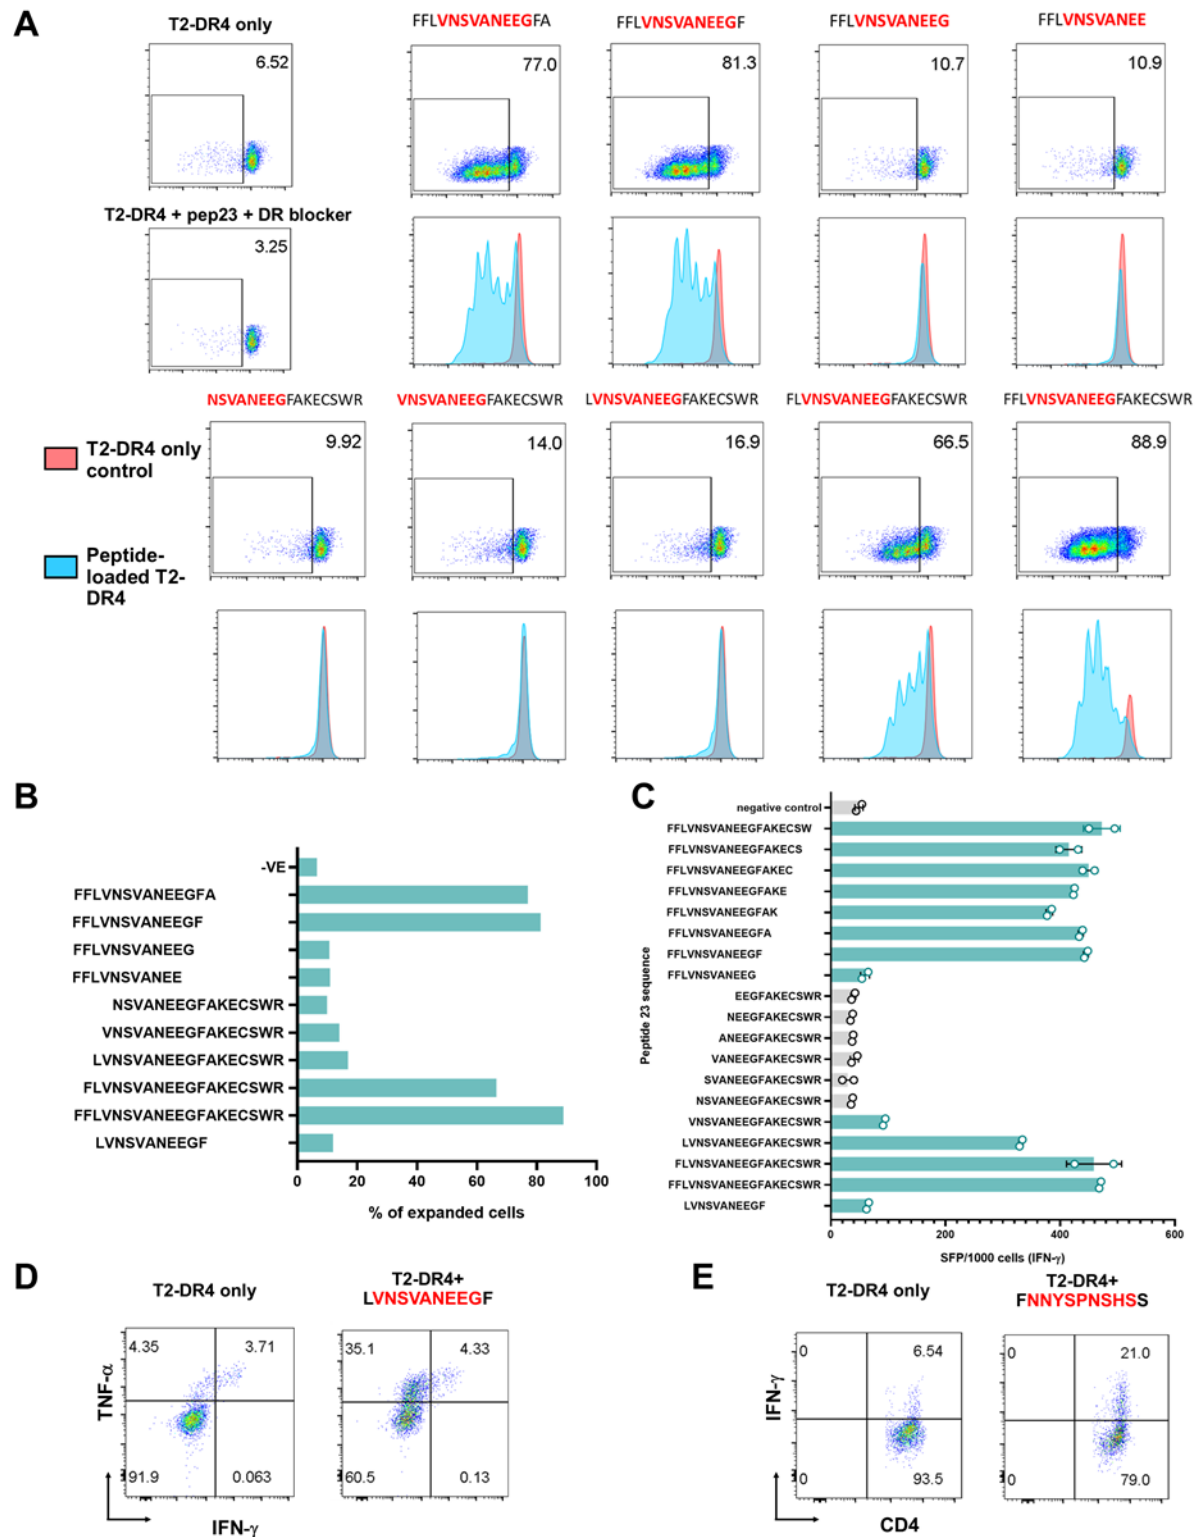 A
T2-DR4 only
6.52
FFLVNSVANEEGFA
77.0
FFLVNSVANEEGF
81.3
FFLVNSVANEEG
10.7
FFLVNSVANEE
10.9
T2-DR4 + pep23 + DR blocker
3.25
T2-DR4 only
control
Peptide-
loaded T2-
DR4
NSVANEEGFAKECSWR
9.92
VNSVANEEGFAKECSWR
14.0
LVNSVANEEGFAKECSWR
16.9
FLVNSVANEEGFAKECSWR
66.5
FFLVNSVANEEGFAKECSWR
88.9
B
-VE
FFLVNSVANEEGFA
FFLVNSVANEEGF
FFLVNSVANEEG
FFLVNSVANEE
NSVANEEGFAKECSWR
VNSVANEEGFAKECSWR
LVNSVANEEGFAKECSWR
FLVNSVANEEGFAKECSWR
FFLVNSVANEEGFAKECSWR
LVNSVANEEGF
0 20 40 60 80 100
% of expanded cells
C
Peptide 23 sequence
negative control
FFLVNSVANEEGFAKECSW
FFLVNSVANEEGFAKECS
FFLVNSVANEEGFAKEC
FFLVNSVANEEGFAKE
FFLVNSVANEEGFAK
FFLVNSVANEEGFA
FFLVNSVANEEGF
FFLVNSVANEEG
EEGFAKECSWR
NEEGFAKECSWR
ANEEGFAKECSWR
VANEEGFAKECSWR
SVANEEGFAKECSWR
NSVANEEGFAKECSWR
VNSVANEEGFAKECSWR
LVNSVANEEGFAKECSWR
FLVNSVANEEGFAKECSWR
FFLVNSVANEEGFAKECSWR
LVNSVANEEGF
0 200 400 600
SFP/1000 cells (IFN-γ)
D
T2-DR4 only
4.35 3.71
91.9 0.063
T2-DR4+
LVNSVANEEGF
35.1 4.33
60.5 0.13
TNF-α
IFN-γ
E
T2-DR4 only
0 6.54
0 93.5
T2-DR4+
FNNYSPNSHSS
0 21.0
0 79.0
IFN-γ
CD4